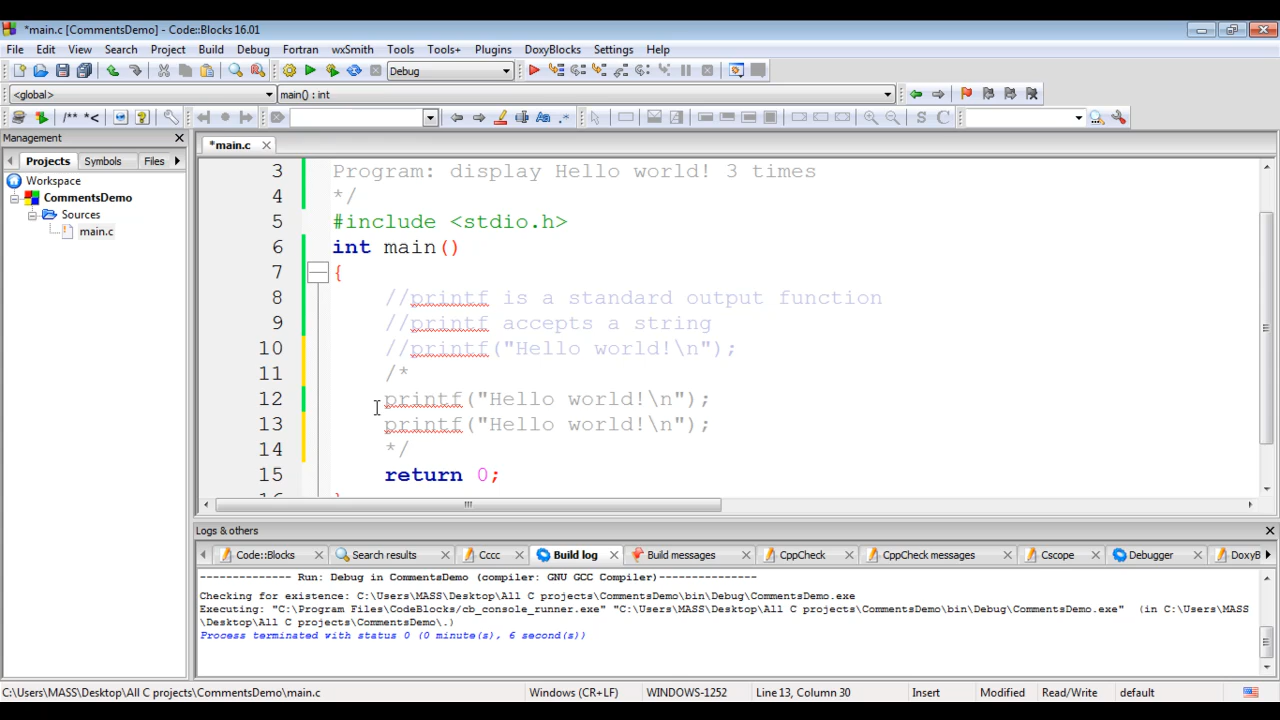 *main.c [CommentsDemo] - Code::Blocks 16.01
File Edit View Search Project Build Debug Fortran wxSmith Tools Tools+ Plugins DoxyBlocks Settings Help
Debug
<global> main() : int
/** *<
Management
*main.c
Projects Symbols Files
Workspace
CommentsDemo
Sources
main.c
3 Program: display Hello world! 3 times
4 */
5 #include <stdio.h>
6 int main()
7 {
8 //printf is a standard output function
9 //printf accepts a string
10 //printf("Hello world!\n");
11 /*
12 printf("Hello world!\n");
13 printf("Hello world!\n");
14 */
15 return 0;
Logs & others
Code::Blocks Search results Cccc Build log Build messages CppCheck CppCheck messages Cscope Debugger DoxyB
-------------- Run: Debug in CommentsDemo (compiler: GNU GCC Compiler)---------------
Checking for existence: C:\Users\MASS\Desktop\All C projects\CommentsDemo\bin\Debug\CommentsDemo.exe
Executing: "C:\Program Files\CodeBlocks/cb_console_runner.exe" "C:\Users\MASS\Desktop\All C projects\CommentsDemo\bin\Debug\CommentsDemo.exe"  (in C:\Users\MASS
\Desktop\All C projects\CommentsDemo\.)
Process terminated with status 0 (0 minute(s), 6 second(s))
C:\Users\MASS\Desktop\All C projects\CommentsDemo\main.c Windows (CR+LF) WINDOWS-1252 Line 13, Column 30 Insert Modified Read/Write default